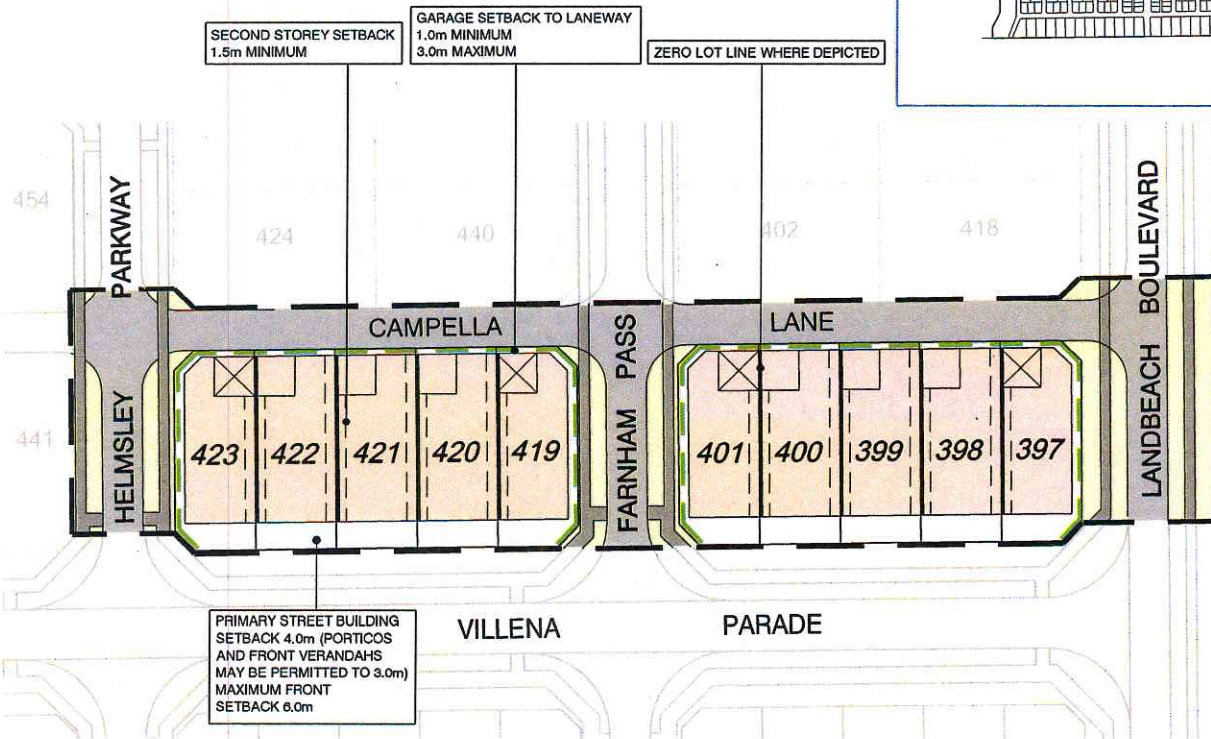 SECOND STOREY SETBACK
1.5m MINIMUM
GARAGE SETBACK TO LANEWAY
1.0m MINIMUM
3.0m MAXIMUM
ZERO LOT LINE WHERE DEPICTED
454
424
440
402
418
HELMSLEY PARKWAY
CAMPELLA LANE
FARNHAM PASS
LANDBEACH BOULEVARD
441
423
422
421
420
419
401
400
399
398
397
PRIMARY STREET BUILDING
SETBACK 4.0m (PORTICOS
AND FRONT VERANDAHS
MAY BE PERMITTED TO 3.0m)
MAXIMUM FRONT
SETBACK 6.0m
VILLENA PARADE